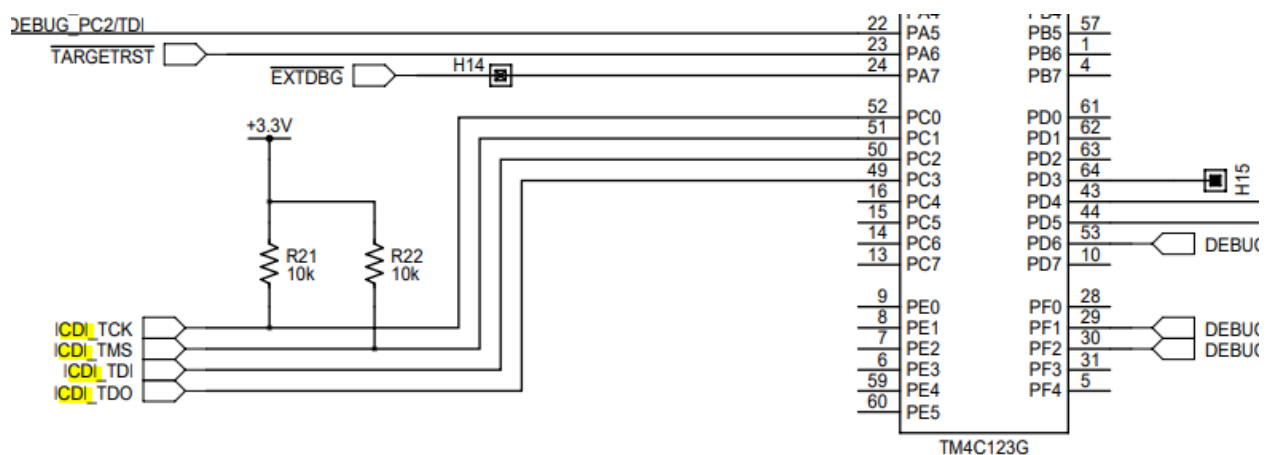 DEBUG_PC2/TDI
22 PA5 PB5 57
TARGETRST 23 PA6 PB6 1
EXTDBG H14 24 PA7 PB7 4
52 PC0 PD0 61
+3.3V 51 PC1 PD1 62
50 PC2 PD2 63
49 PC3 PD3 64 H15
16 PC4 PD4 43
15 PC5 PD5 44
14 PC6 PD6 53 DEBUG
13 PC7 PD7 10
R21 R22
10k 10k
9 PE0 PF0 28
ICDI_TCK 8 PE1 PF1 29 DEBUG
ICDI_TMS 7 PE2 PF2 30 DEBUG
ICDI_TDI 6 PE3 PF3 31
ICDI_TDO 59 PE4 PF4 5
60 PE5
TM4C123G